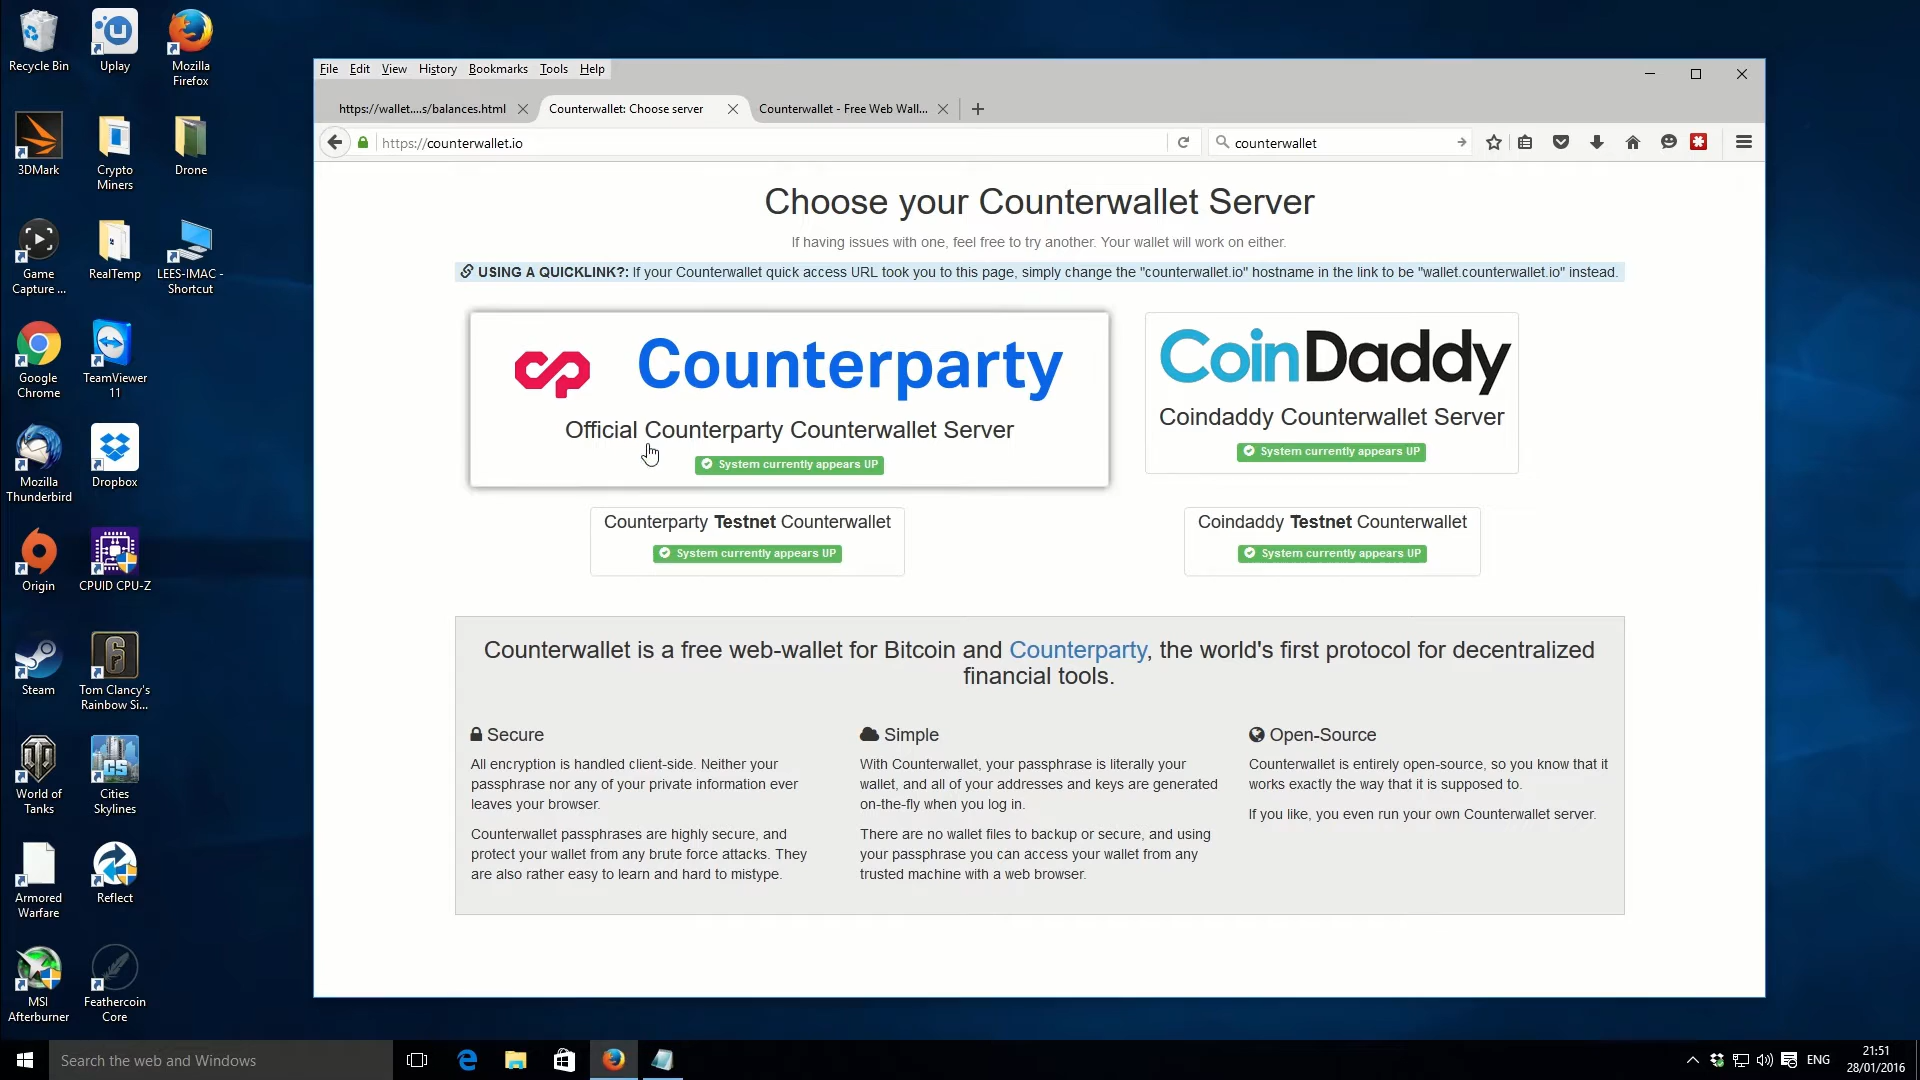 Recycle Bin
Uplay
Mozilla
Firefox
3DMark
Crypto
Miners
Drone
Game
Capture ...
RealTemp
LEES-IMAC -
Shortcut
Google
Chrome
TeamViewer
11
Mozilla
Thunderbird
Dropbox
Origin
CPUID CPU-Z
Steam
Tom Clancy's
Rainbow Si...
World of
Tanks
Cities
Skylines
Armored
Warfare
Reflect
MSI
Afterburner
Feathercoin
Core
File Edit View History Bookmarks Tools Help
https://wallet....s/balances.html
Counterwallet: Choose server
Counterwallet - Free Web Wall...
https://counterwallet.io
counterwallet
Choose your Counterwallet Server
If having issues with one, feel free to try another. Your wallet will work on either.
USING A QUICKLINK?: If your Counterwallet quick access URL took you to this page, simply change the "counterwallet.io" hostname in the link to be "wallet.counterwallet.io" instead.
Counterparty
Official Counterparty Counterwallet Server
System currently appears UP
CoinDaddy
Coindaddy Counterwallet Server
System currently appears UP
Counterparty Testnet Counterwallet
System currently appears UP
Coindaddy Testnet Counterwallet
System currently appears UP
Counterwallet is a free web-wallet for Bitcoin and Counterparty, the world's first protocol for decentralized
financial tools.
Secure
All encryption is handled client-side. Neither your
passphrase nor any of your private information ever
leaves your browser.
Counterwallet passphrases are highly secure, and
protect your wallet from any brute force attacks. They
are also rather easy to learn and hard to mistype.
Simple
With Counterwallet, your passphrase is literally your
wallet, and all of your addresses and keys are generated
on-the-fly when you log in.
There are no wallet files to backup or secure, and using
your passphrase you can access your wallet from any
trusted machine with a web browser.
Open-Source
Counterwallet is entirely open-source, so you know that it
works exactly the way that it is supposed to.
If you like, you even run your own Counterwallet server.
Search the web and Windows
ENG
21:51
28/01/2016